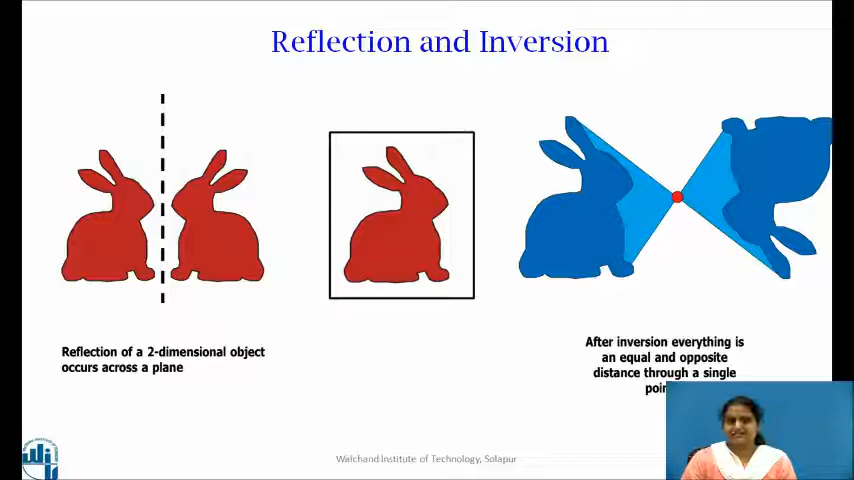 Reflection and Inversion
Reflection of a 2-dimensional object
occurs across a plane
After inversion everything is
an equal and opposite
distance through a single
Walchand Institute of Technology, Solapur